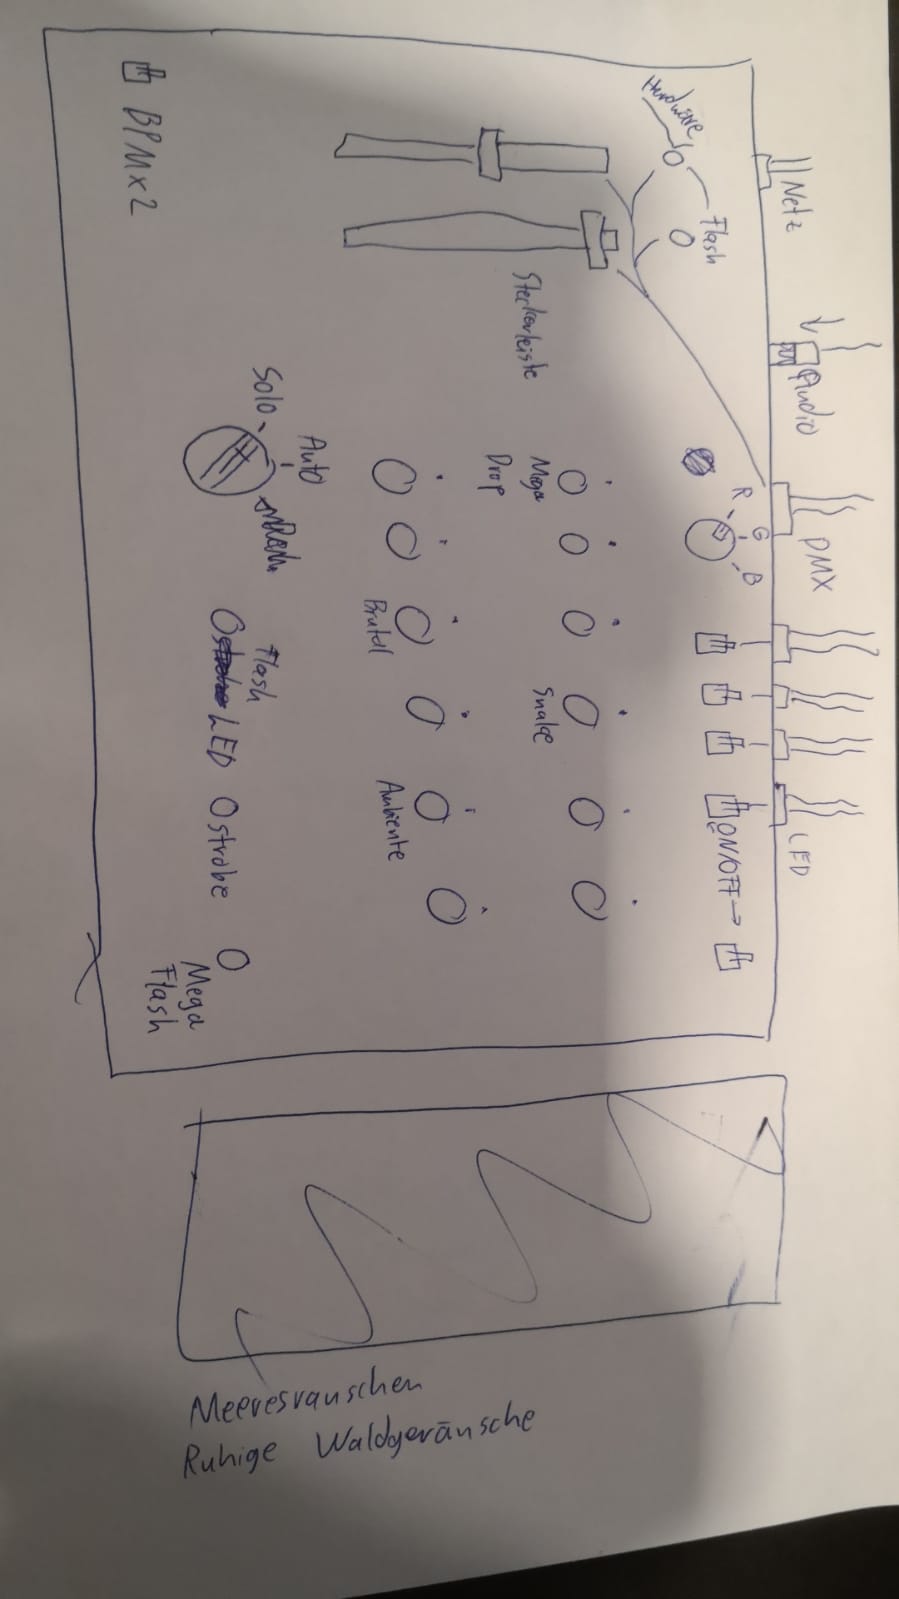 Netz
Audio
DMX
LED
Hardware
Flash
R
G
B
ON/OFF →
Steckerleiste
Mega
Drop
Snake
Brutal
Ambiente
Solo
Auto
Flash
LED
Strobe
Mega
Flash
BPM x 2
Meeresrauschen
Ruhige Waldgeräusche